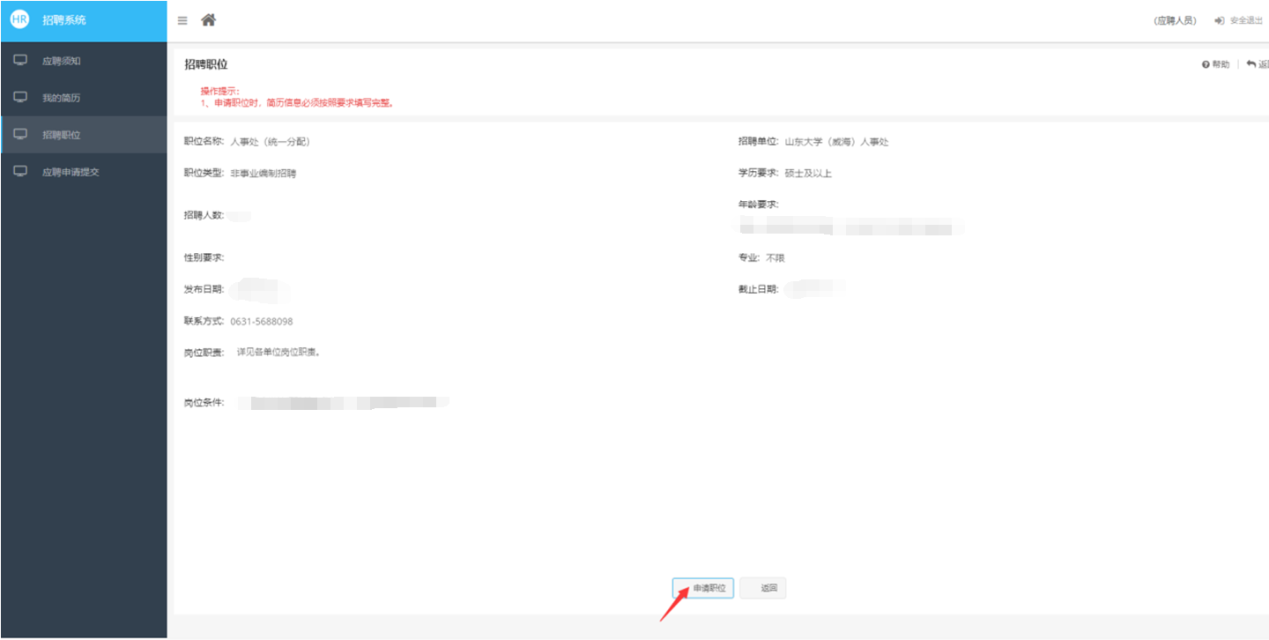 HR 招聘系统
(应聘人员) 安全退出
应聘须知
我的简历
招聘职位
应聘申请提交
招聘职位
帮助 返回
操作提示:
1、申请职位时，简历信息必须按照要求填写完整。
职位名称: 人事处（统一分配） 招聘单位: 山东大学（威海）人事处
职位类型: 非事业编制招聘 学历要求: 硕士及以上
招聘人数: 年龄要求:
性别要求: 专业: 不限
发布日期: 截止日期:
联系方式: 0631-5688098
岗位职责: 详见各单位岗位职责。
岗位条件:
申请职位 返回